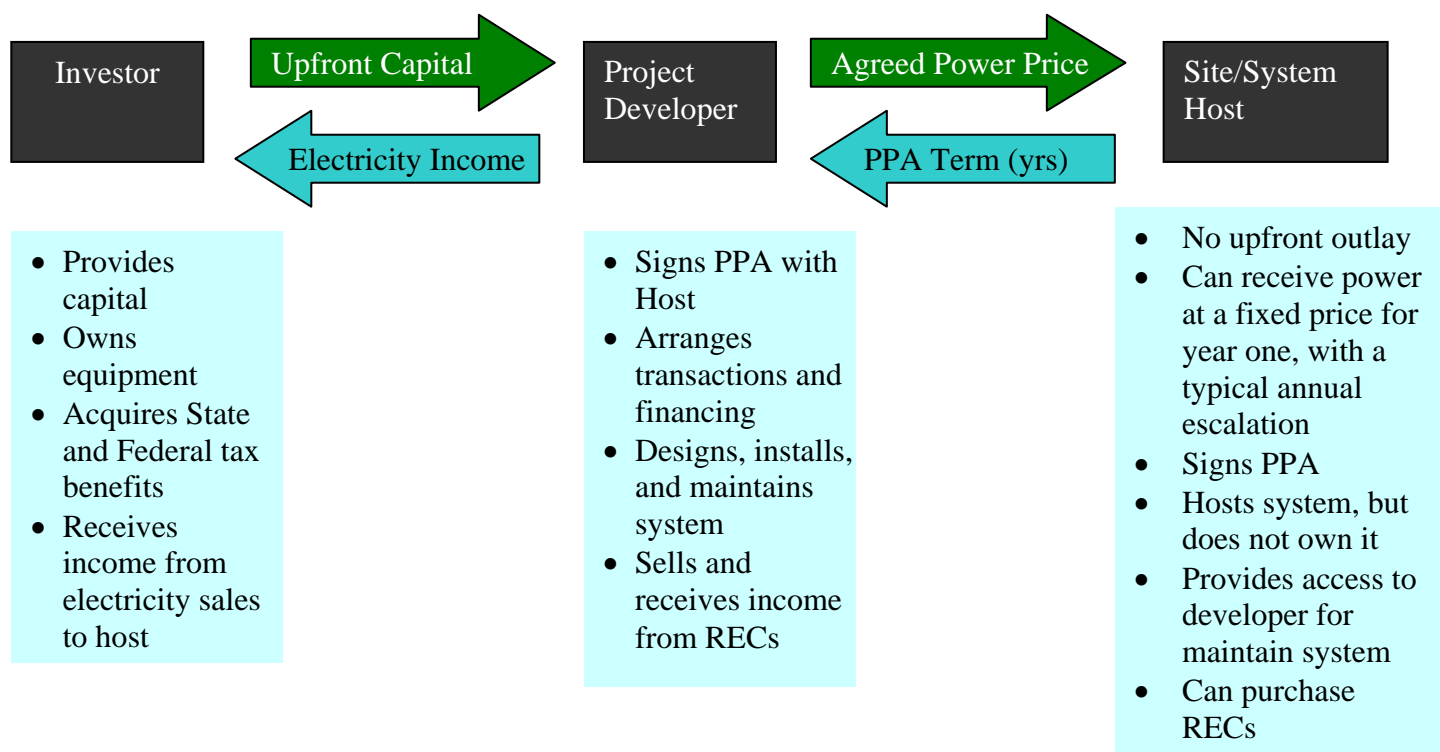 Investor
Upfront Capital
Electricity Income
Project
Developer
Agreed Power Price
PPA Term (yrs)
Site/System
Host
• Provides
capital
• Owns
equipment
• Acquires State
and Federal tax
benefits
• Receives
income from
electricity sales
to host
• Signs PPA with
Host
• Arranges
transactions and
financing
• Designs, installs,
and maintains
system
• Sells and
receives income
from RECs
• No upfront outlay
• Can receive power
at a fixed price for
year one, with a
typical annual
escalation
• Signs PPA
• Hosts system, but
does not own it
• Provides access to
developer for
maintain system
• Can purchase
RECs